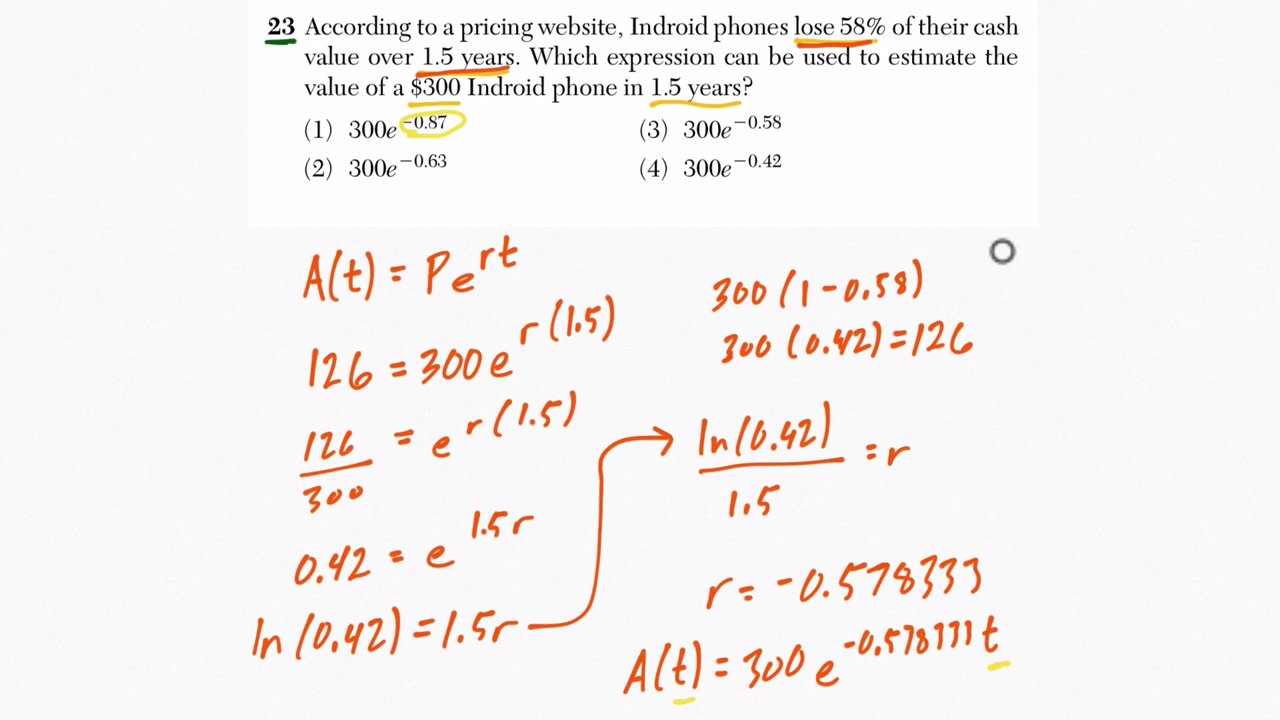 23 According to a pricing website, Indroid phones lose 58% of their cash
value over 1.5 years. Which expression can be used to estimate the
value of a $300 Indroid phone in 1.5 years?
(1) 300e^−0.87
(3) 300e^−0.58
(2) 300e^−0.63
(4) 300e^−0.42
A(t) = Pe^rt
126 = 300e^r(1.5)
126/300 = e^r(1.5)
0.42 = e^1.5r
ln(0.42) = 1.5r
300(1-0.58)
300(0.42)=126
ln(0.42)/1.5 = r
r = -0.578333
A(t) = 300e^-0.578333t